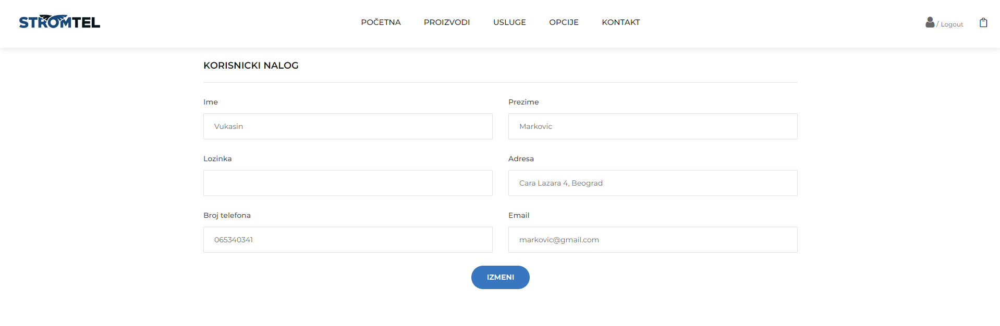 STROMTEL
POČETNA PROIZVODI USLUGE OPCIJE KONTAKT
/ Logout
KORISNICKI NALOG
Ime Prezime
Vukasin Markovic
Lozinka Adresa
Cara Lazara 4, Beograd
Broj telefona Email
065340341 markovic@gmail.com
IZMENI